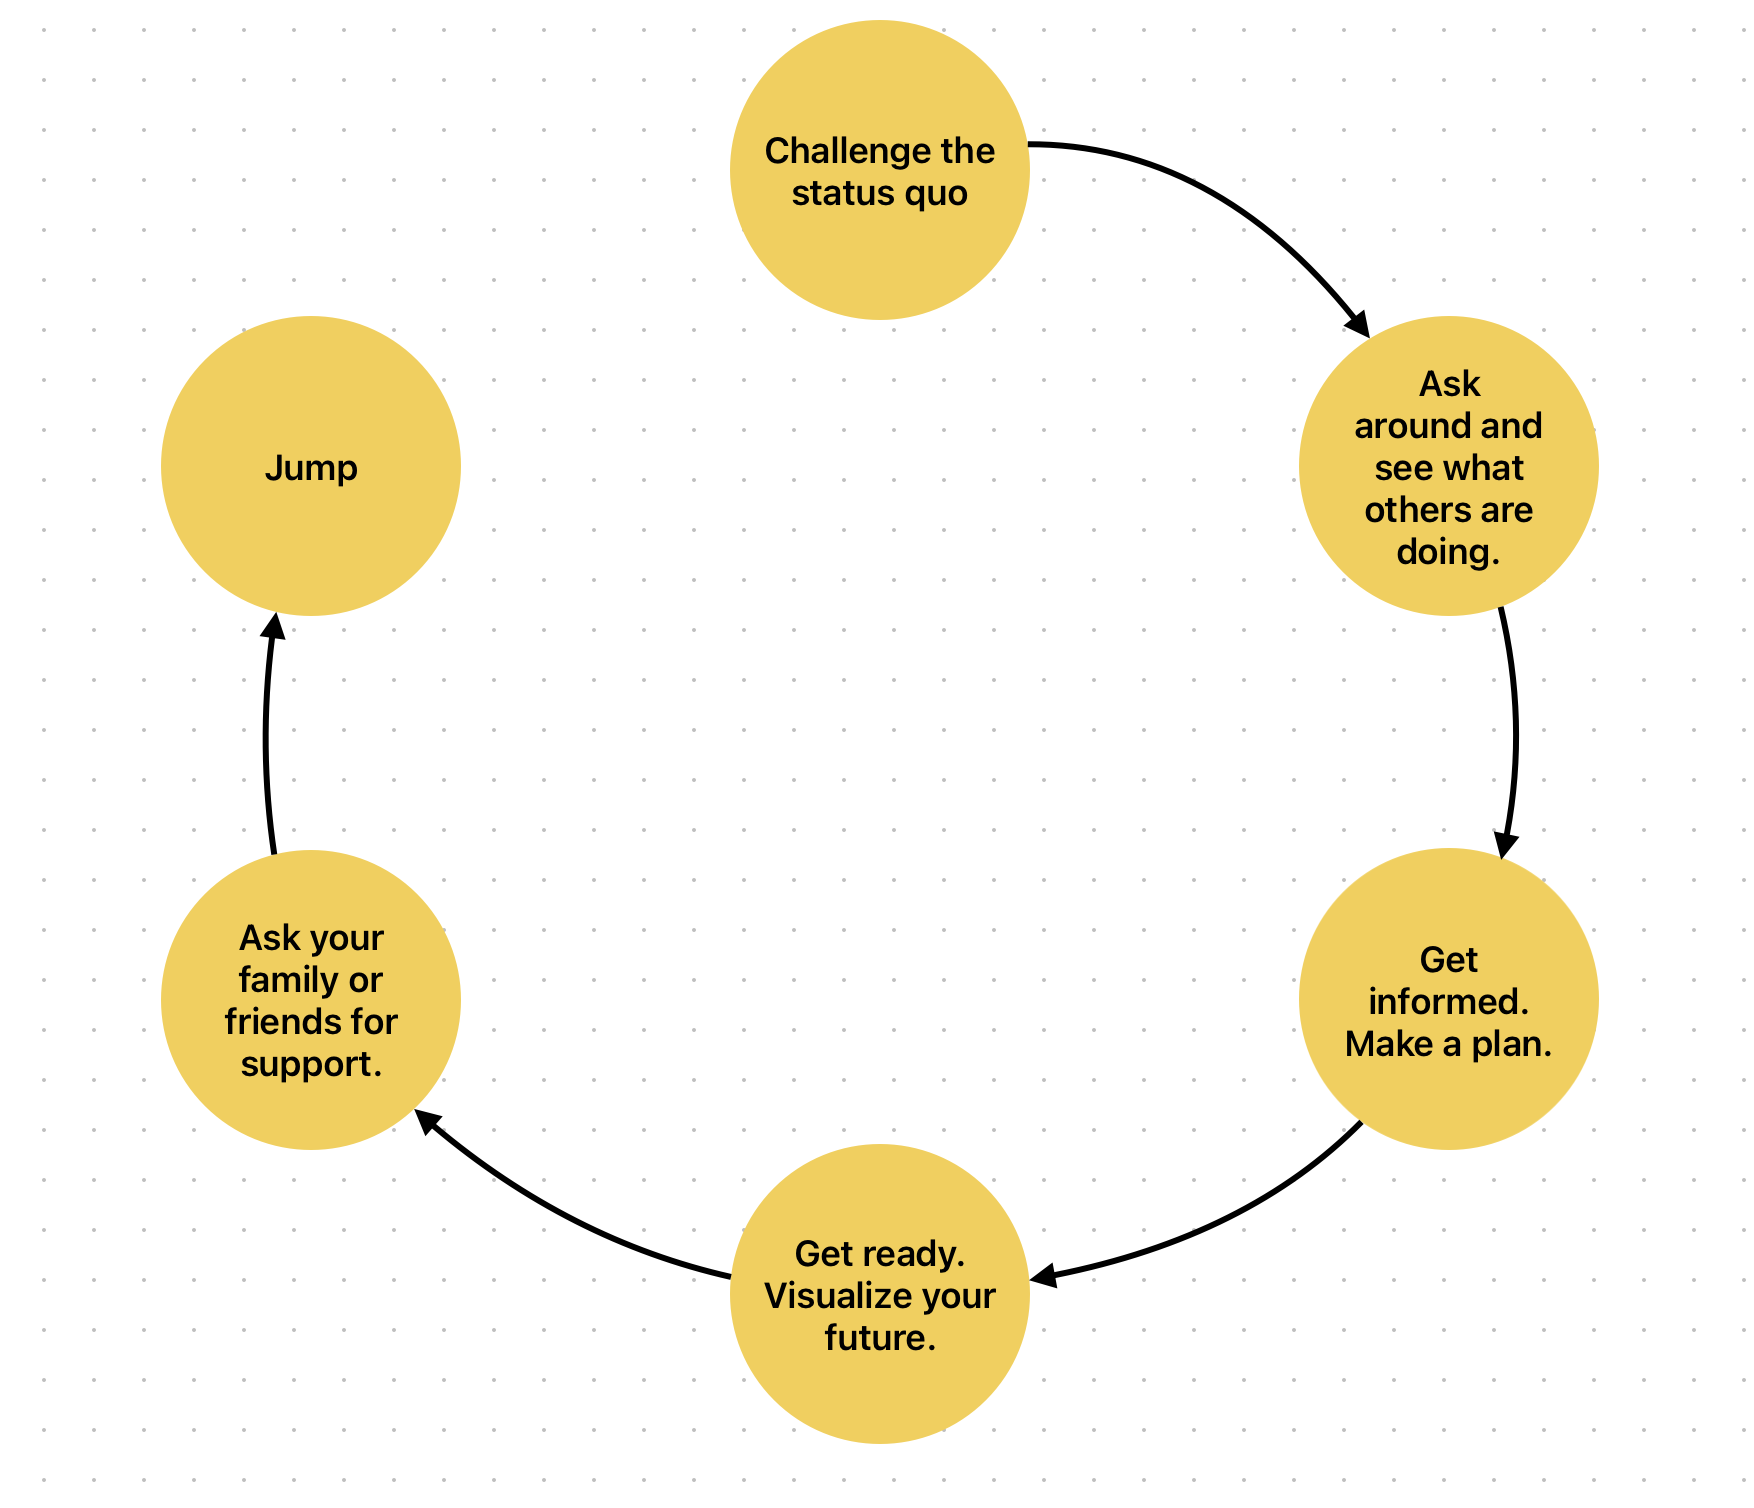 Challenge the
status quo
Ask
around and
see what
others are
doing.
Get
informed.
Make a plan.
Get ready.
Visualize your
future.
Ask your
family or
friends for
support.
Jump